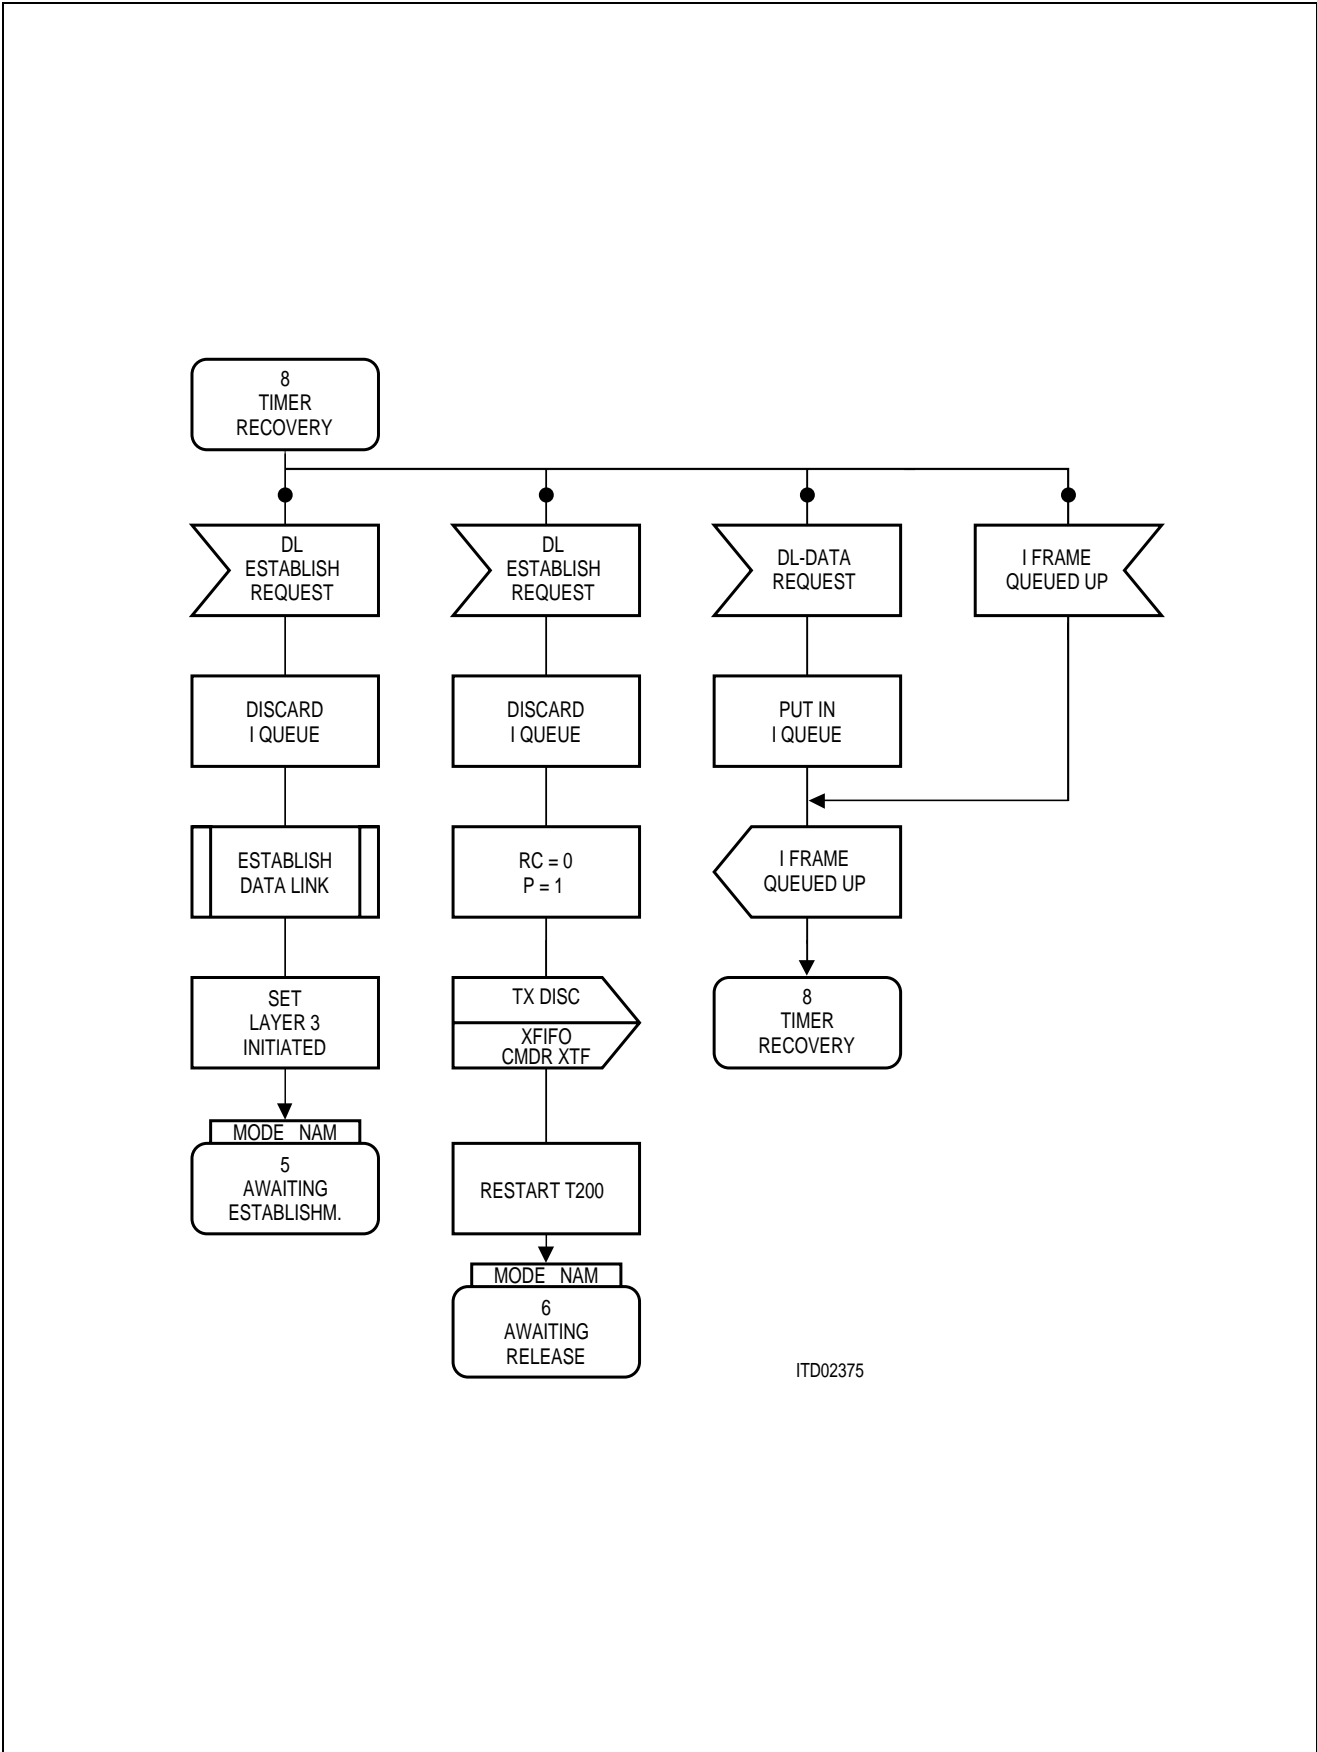 8
TIMER
RECOVERY
DL
ESTABLISH
REQUEST
DL
ESTABLISH
REQUEST
DL-DATA
REQUEST
I FRAME
QUEUED UP
DISCARD
I QUEUE
DISCARD
I QUEUE
PUT IN
I QUEUE
ESTABLISH
DATA LINK
RC = 0
P = 1
I FRAME
QUEUED UP
SET
LAYER 3
INITIATED
TX DISC
XFIFO
CMDR XTF
8
TIMER
RECOVERY
MODE NAM
5
AWAITING
ESTABLISHM.
RESTART T200
MODE NAM
6
AWAITING
RELEASE
ITD02375